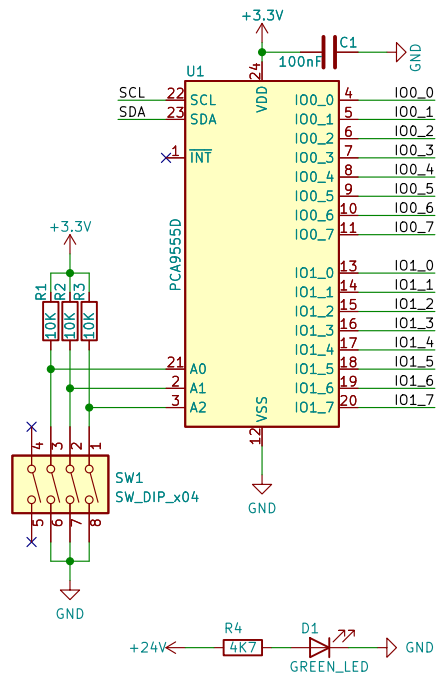 +3.3V
C1
100nF
GND
U1
24
VDD
SCL 22 SCL IO0_0 4 IO0_0
SDA 23 SDA IO0_1 5 IO0_1
IO0_2 6 IO0_2
1 INT IO0_3 7 IO0_3
IO0_4 8 IO0_4
IO0_5 9 IO0_5
IO0_6 10 IO0_6
IO0_7 11 IO0_7
PCA9555D
+3.3V
IO1_0 13 IO1_0
IO1_1 14 IO1_1
IO1_2 15 IO1_2
IO1_3 16 IO1_3
IO1_4 17 IO1_4
R1 R2 R3
10K 10K 10K
21 A0 IO1_5 18 IO1_5
2 A1 IO1_6 19 IO1_6
3 A2 IO1_7 20 IO1_7
VSS
12
GND
4 3 2 1
SW1
SW_DIP_x04
5 6 7 8
GND
+24V
R4
4K7
D1
GREEN_LED
GND